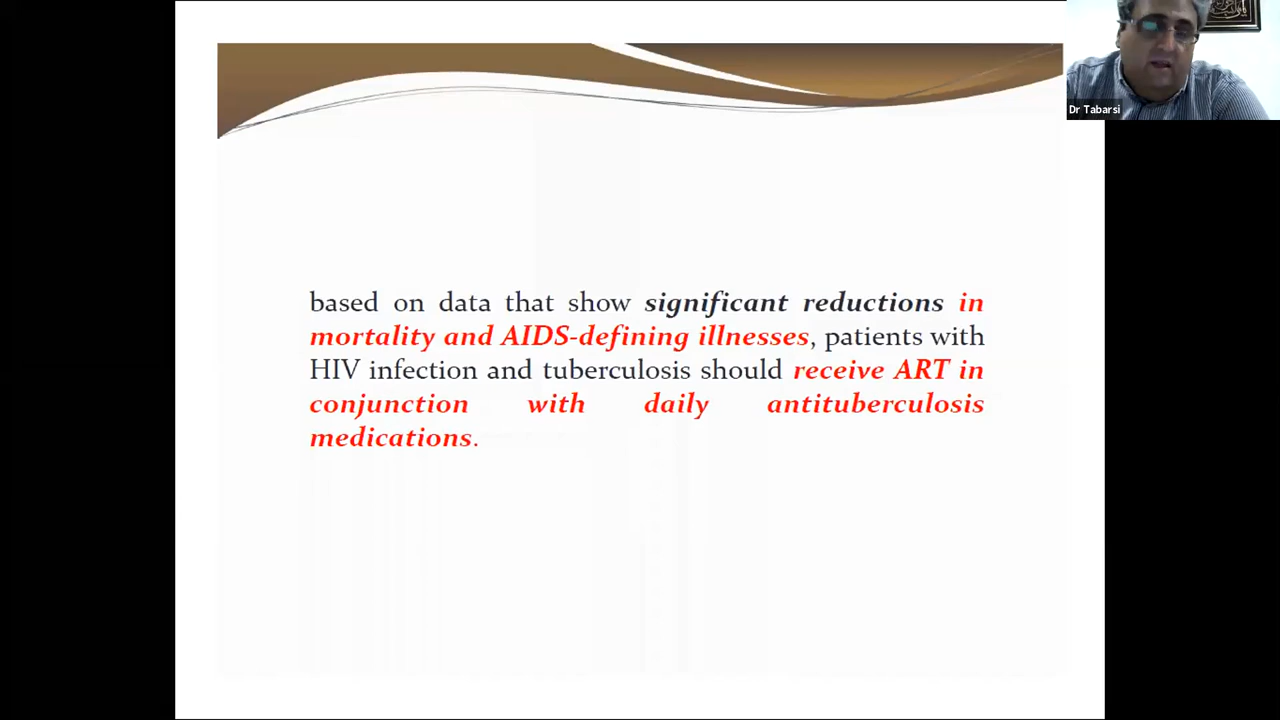 Dr Tabarsi
based on data that show significant reductions in
mortality and AIDS-defining illnesses, patients with
HIV infection and tuberculosis should receive ART in
conjunction with daily antituberculosis
medications.